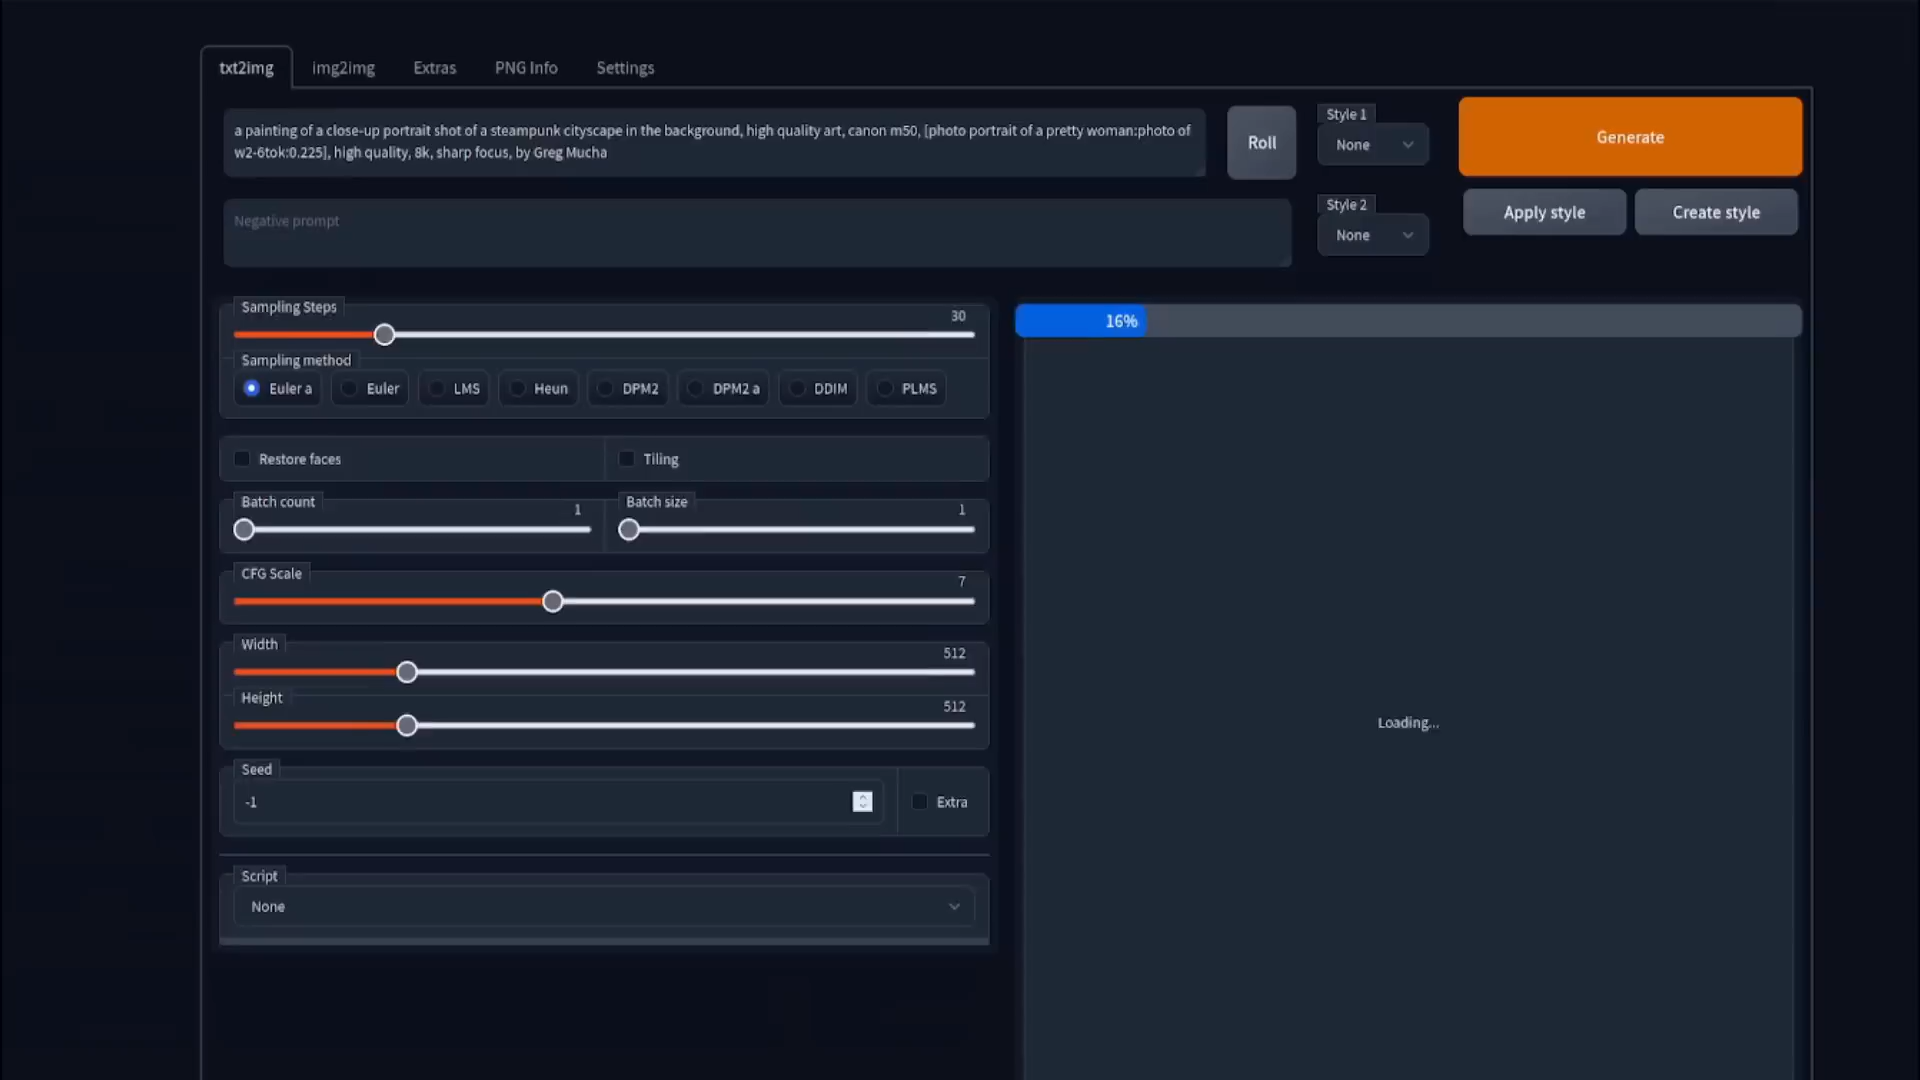 txt2img
img2img
Extras
PNG Info
Settings
a painting of a close-up portrait shot of a steampunk cityscape in the background, high quality art, canon m50, [photo portrait of a pretty woman:photo of
w2-6tok:0.225], high quality, 8k, sharp focus, by Greg Mucha
Roll
Style 1
None
Generate
Negative prompt
Style 2
None
Apply style
Create style
Sampling Steps
30
16%
Sampling method
Euler a
Euler
LMS
Heun
DPM2
DPM2 a
DDIM
PLMS
Restore faces
Tiling
Batch count
1
Batch size
1
CFG Scale
7
Width
512
Height
512
Loading...
Seed
-1
Extra
Script
None